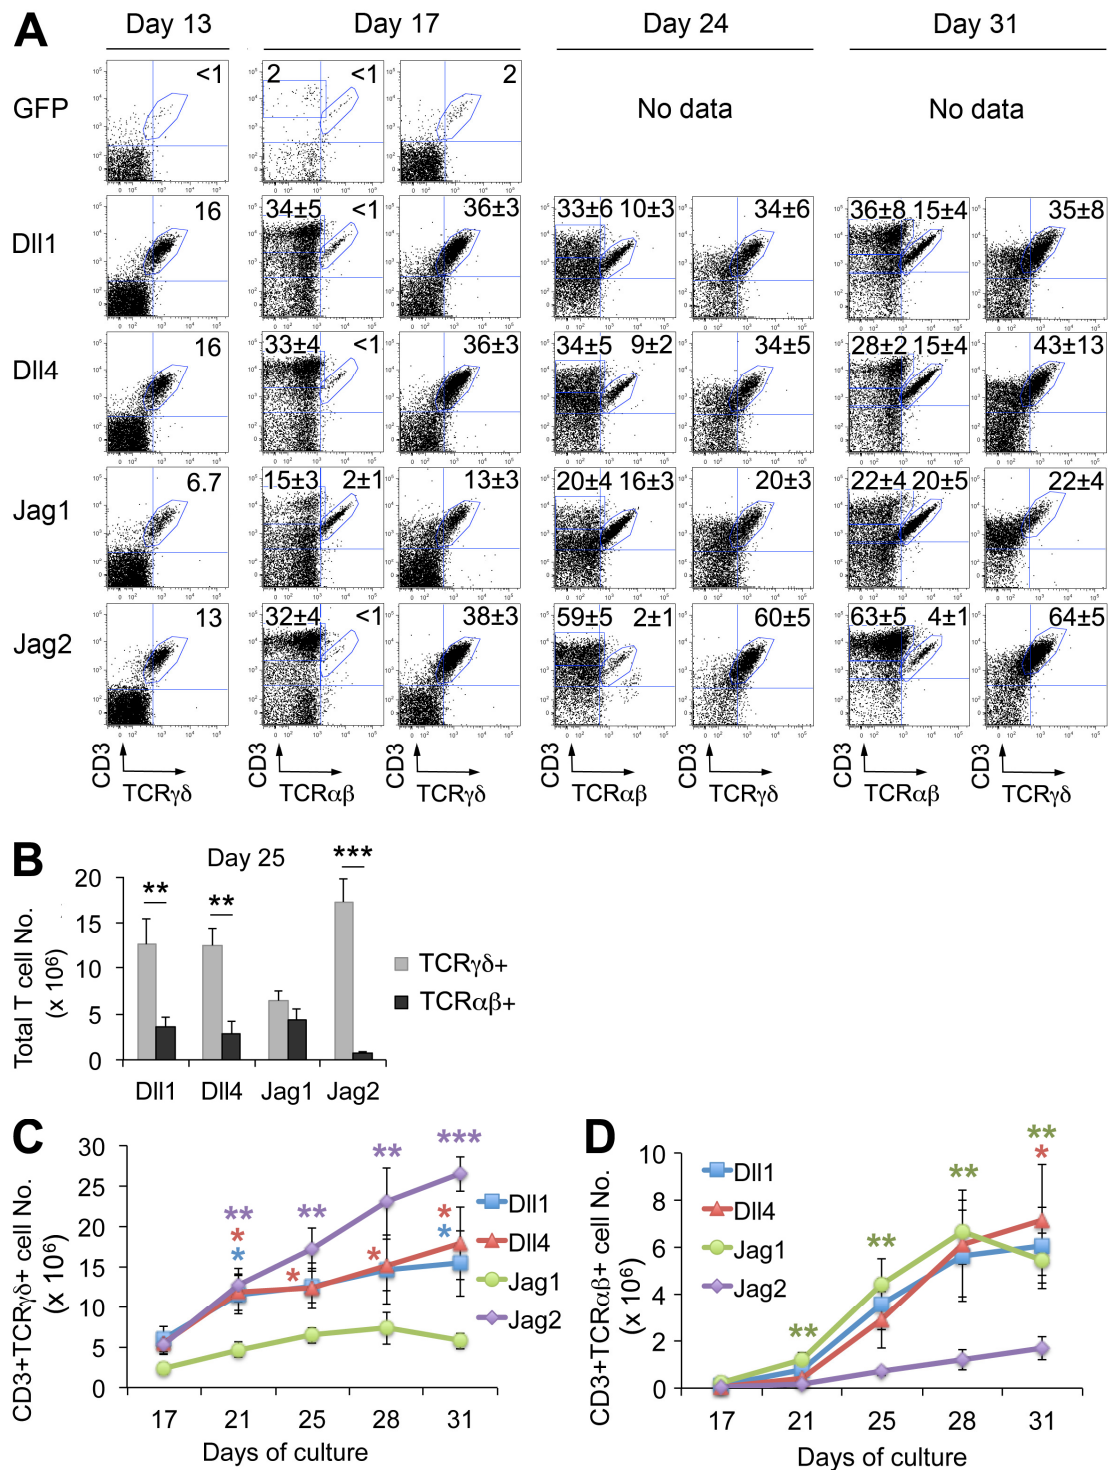 A
Day 13 Day 17 Day 24 Day 31
GFP <1 2 <1 2 No data No data
Dll1 16 34±5 <1 36±3 33±6 10±3 34±6 36±8 15±4 35±8
Dll4 16 33±4 <1 36±3 34±5 9±2 34±5 28±2 15±4 43±13
Jag1 6.7 15±3 2±1 13±3 20±4 16±3 20±3 22±4 20±5 22±4
Jag2 13 32±4 <1 38±3 59±5 2±1 60±5 63±5 4±1 64±5
CD3 CD3 CD3 CD3 CD3 CD3 CD3
TCRγδ TCRαβ TCRγδ TCRαβ TCRγδ TCRαβ TCRγδ
B
Day 25
Total T cell No.
(x 10⁶)
20
15
10
5
0
** ** ***
TCRγδ+
TCRαβ+
Dll1 Dll4 Jag1 Jag2
C
CD3+TCRγδ+ cell No.
(x 10⁶)
30
25
20
15
10
5
0
** * *
** *
** *
*** * *
Dll1
Dll4
Jag1
Jag2
17 21 25 28 31
Days of culture
D
CD3+TCRαβ+ cell No.
(x 10⁶)
10
8
6
4
2
0
Dll1
Dll4
Jag1
Jag2
**
**
**
** *
17 21 25 28 31
Days of culture